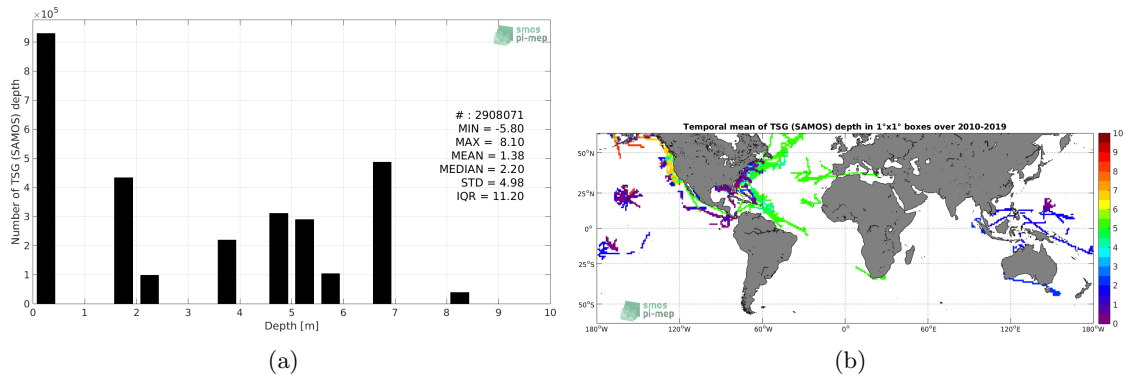 ×10⁵
9
8
7
6
5
4
3
2
1
0
Number of TSG (SAMOS) depth
smos
pi-mep
# : 2908071
MIN = -5.80
MAX = 8.10
MEAN = 1.38
MEDIAN = 2.20
STD = 4.98
IQR = 11.20
0 1 2 3 4 5 6 7 8 9 10
Depth [m]
(a)
Temporal mean of TSG (SAMOS) depth in 1°x1° boxes over 2010-2019
50°N
25°N
0°
25°S
50°S
smos
pi-mep
180°W 120°W 60°W 0° 60°E 120°E 180°E
10
9
8
7
6
5
4
3
2
1
0
(b)